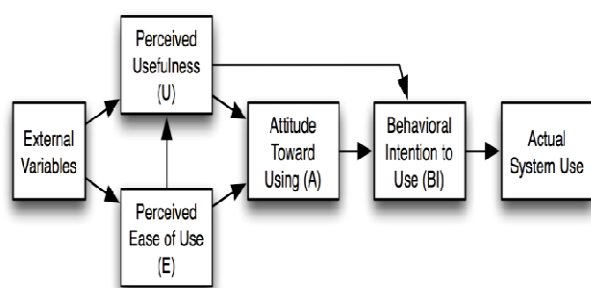 Perceived
Usefulness
(U)
External
Variables
Perceived
Ease of Use
(E)
Attitude
Toward
Using (A)
Behavioral
Intention to
Use (BI)
Actual
System Use